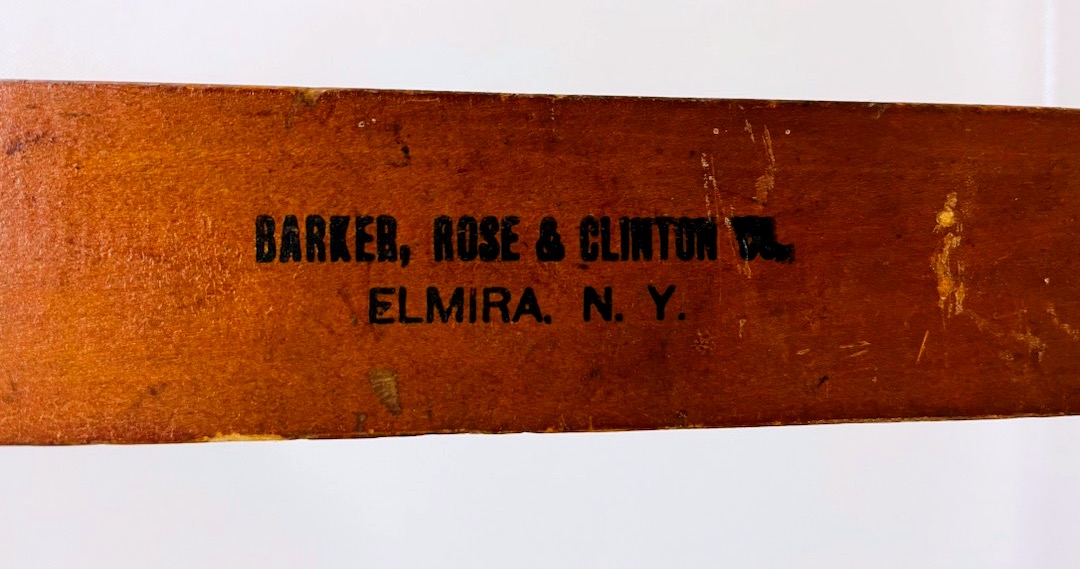 BARKER, ROSE & CLINTON CO.,
ELMIRA, N. Y.